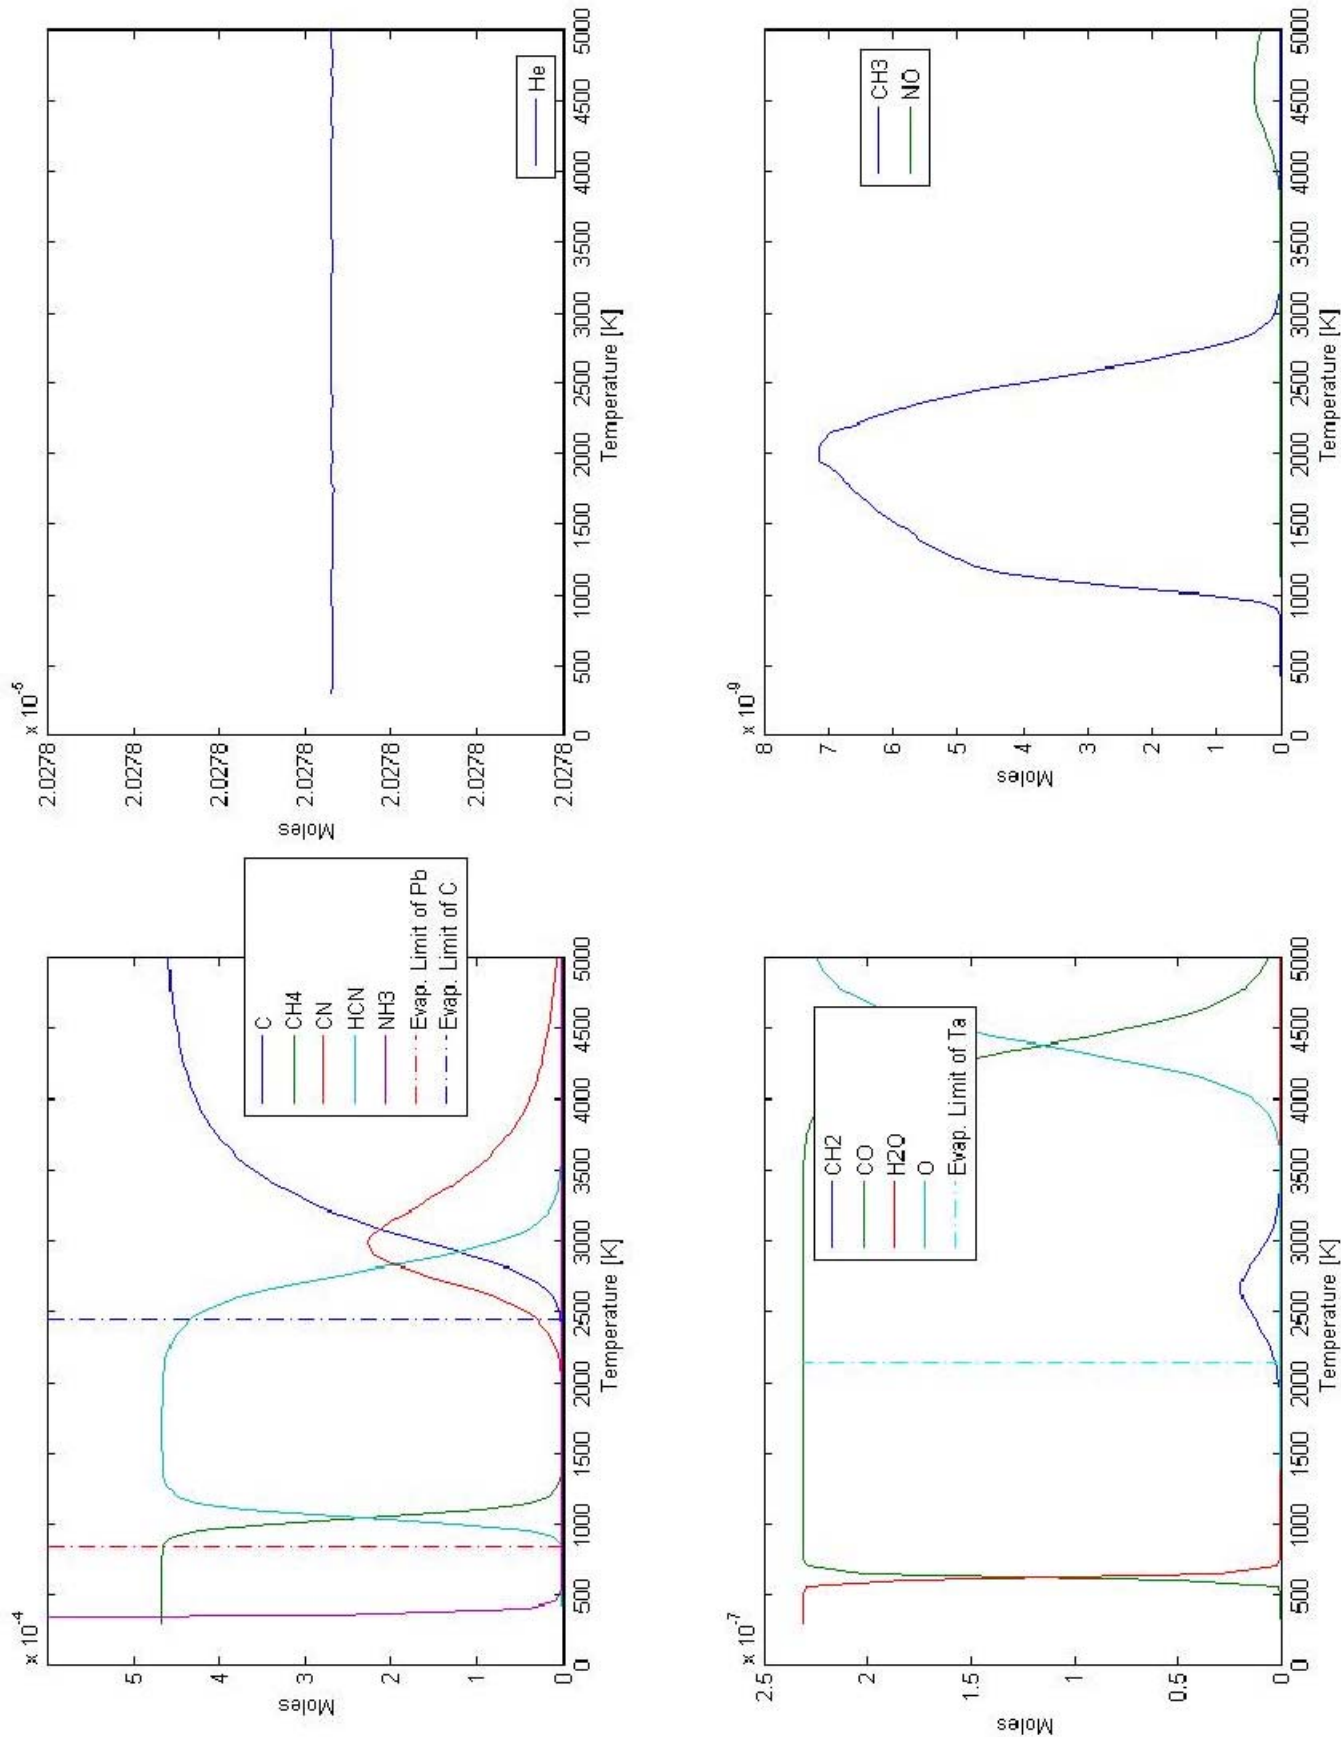 x 10-4
5
4
3
2
1
0
Moles
0 500 1000 1500 2000 2500 3000 3500 4000 4500 5000
Temperature [K]
C
CH4
CN
HCN
NH3
Evap. Limit of Pb
Evap. Limit of C
x 10-5
2.0278
2.0278
2.0278
2.0278
2.0278
2.0278
2.0278
Moles
0 500 1000 1500 2000 2500 3000 3500 4000 4500 5000
Temperature [K]
He
x 10-7
2.5
2
1.5
1
0.5
0
Moles
0 500 1000 1500 2000 2500 3000 3500 4000 4500 5000
Temperature [K]
CH2
CO
H2O
O
Evap. Limit of Ta
x 10-9
8
7
6
5
4
3
2
1
0
Moles
0 500 1000 1500 2000 2500 3000 3500 4000 4500 5000
Temperature [K]
CH3
NO